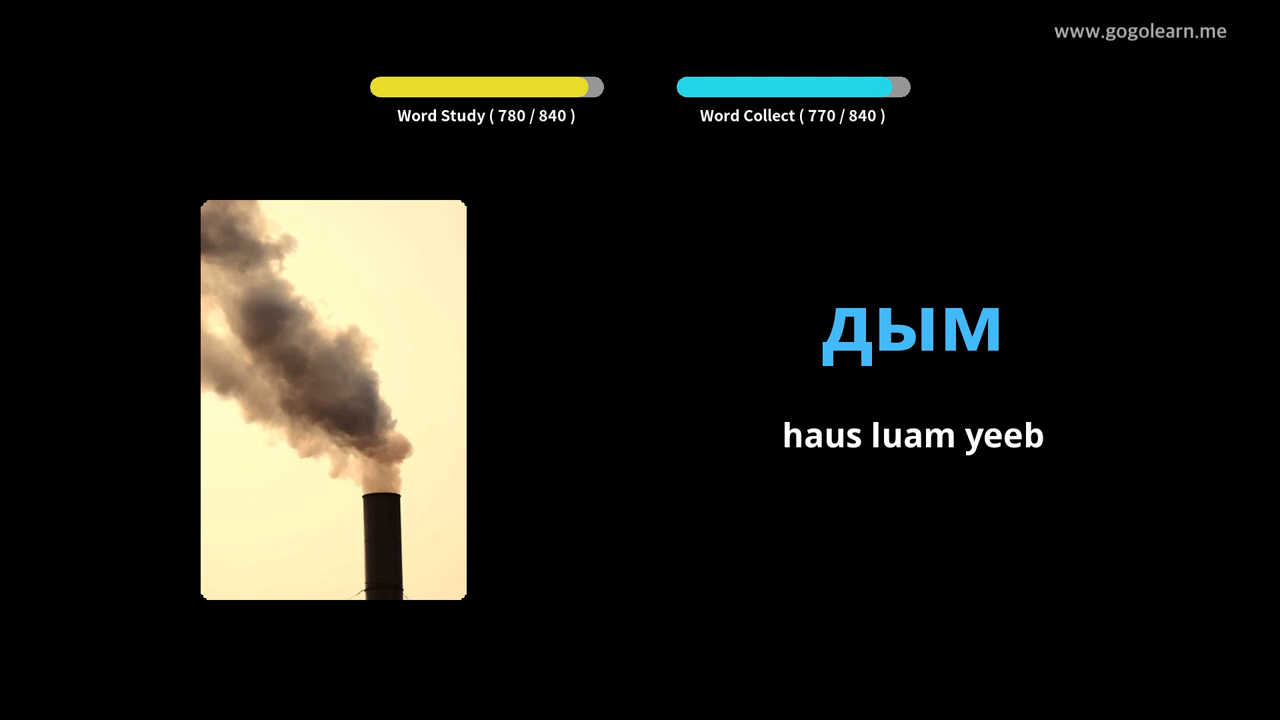 www.gogolearn.me
Word Study ( 780 / 840 )
Word Collect ( 770 / 840 )
дым
haus luam yeeb